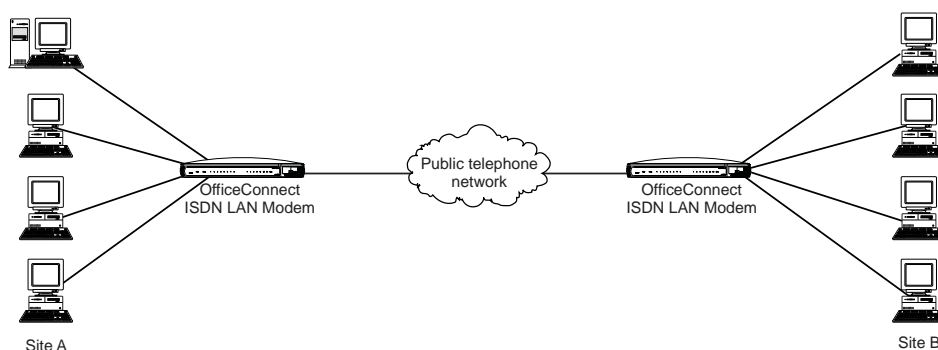 Public telephone
network
OfficeConnect
ISDN LAN Modem
OfficeConnect
ISDN LAN Modem
Site A
Site B